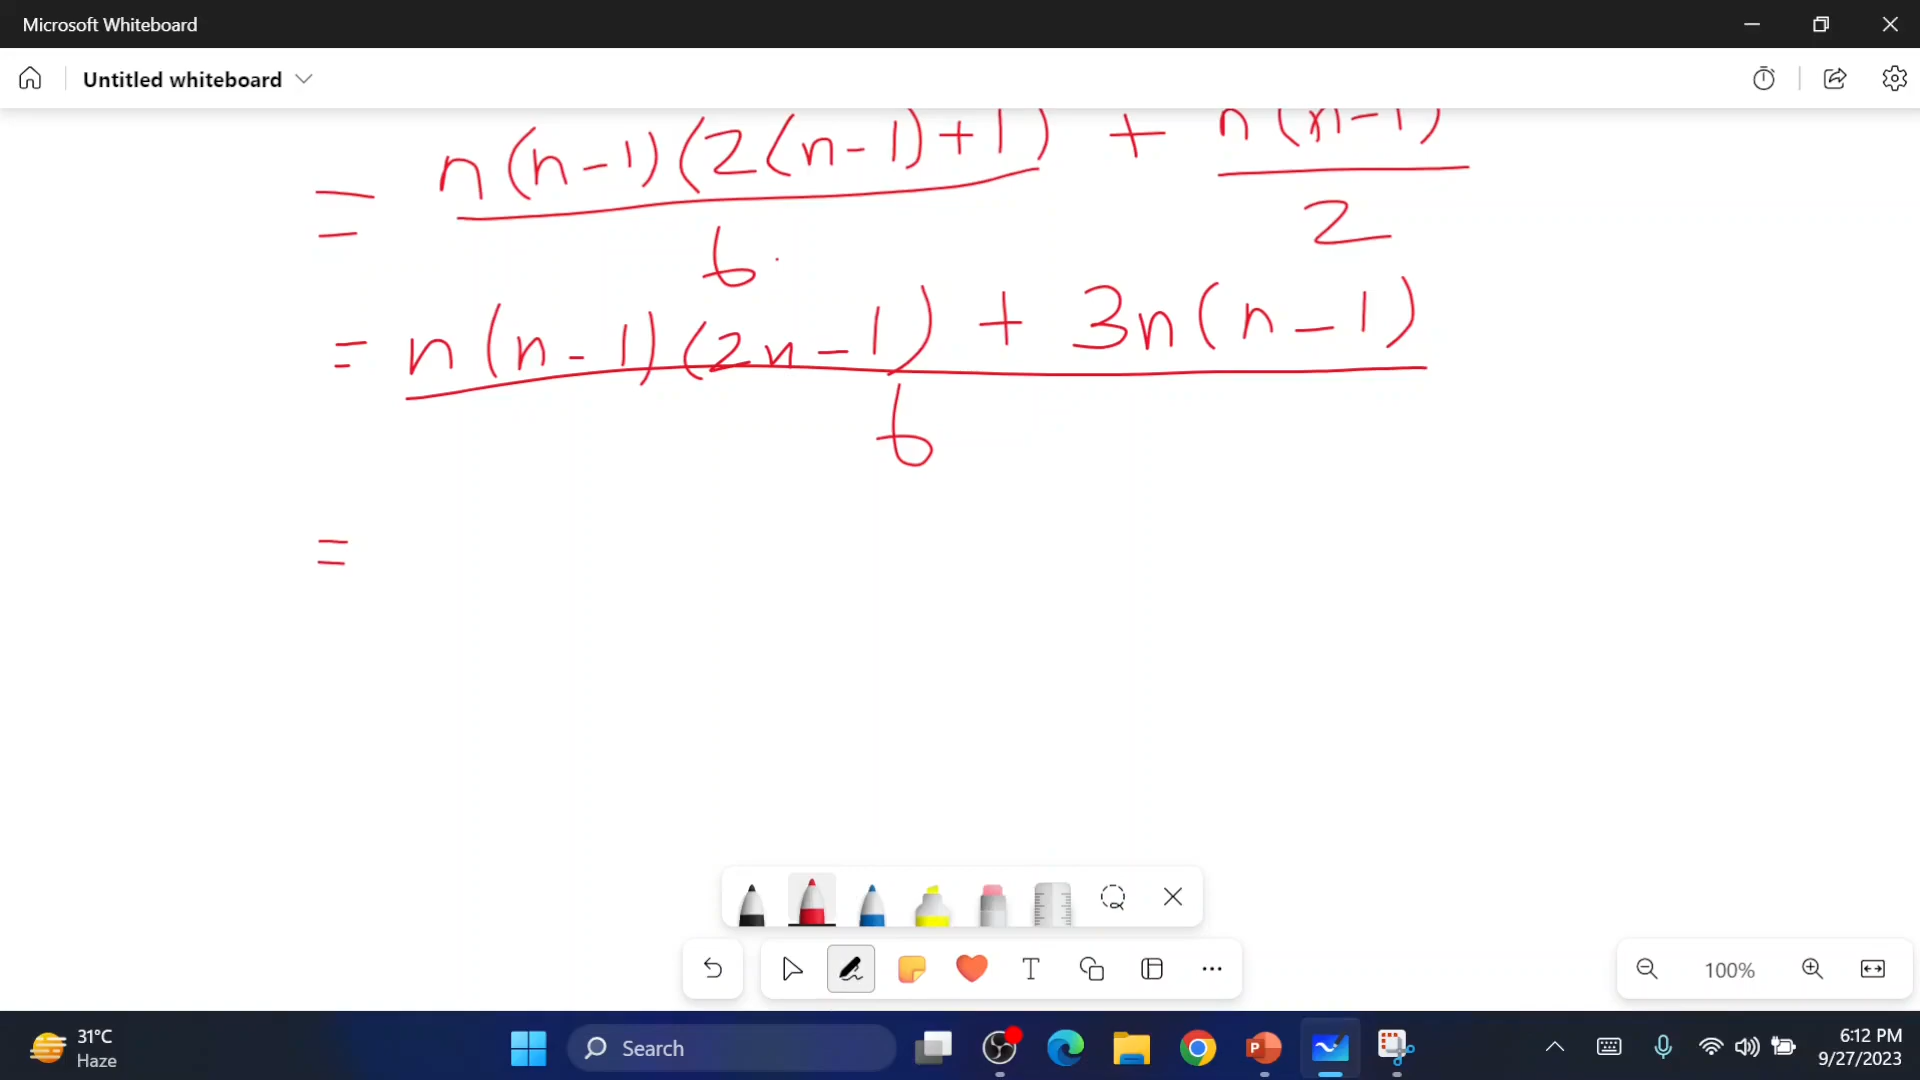 Microsoft Whiteboard
Untitled whiteboard
= n(n-1)(2(n-1)+1) / 6 + n(n-1) / 2
= n(n-1)(2n-1) + 3n(n-1) / 6
=
100%
31°C
Haze
Search
6:12 PM
9/27/2023